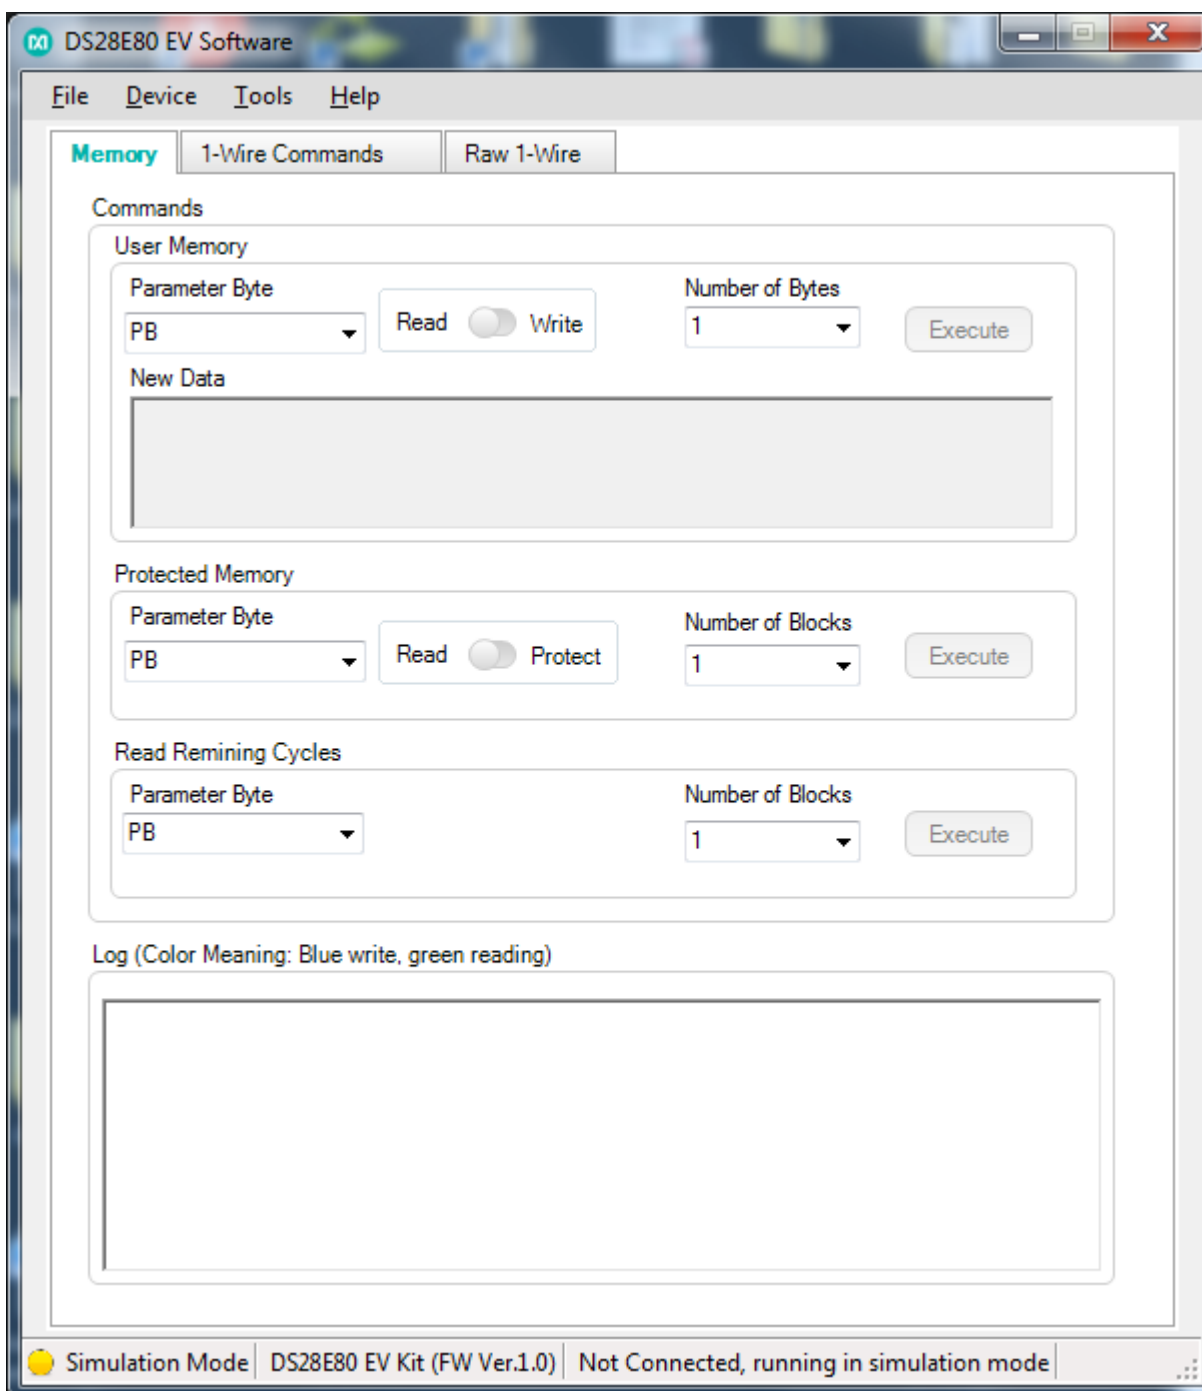 DS28E80 EV Software
File Device Tools Help
Memory 1-Wire Commands Raw 1-Wire
Commands
User Memory
Parameter Byte Number of Bytes
PB Read Write 1 Execute
New Data
Protected Memory
Parameter Byte Number of Blocks
PB Read Protect 1 Execute
Read Remining Cycles
Parameter Byte Number of Blocks
PB 1 Execute
Log (Color Meaning: Blue write, green reading)
Simulation Mode DS28E80 EV Kit (FW Ver.1.0) Not Connected, running in simulation mode